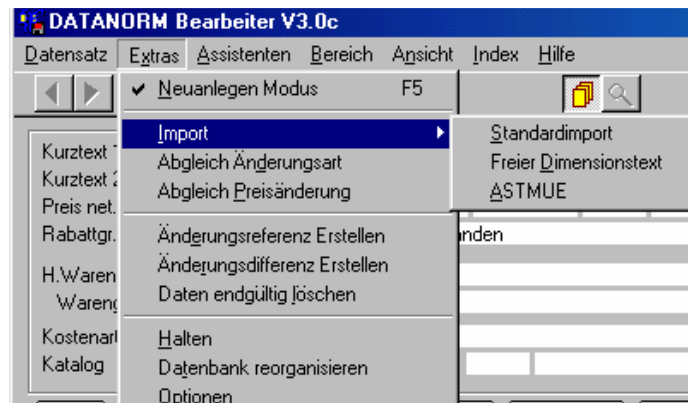 DATANORM Bearbeiter V3.0c
Datensatz Extras Assistenten Bereich Ansicht Index Hilfe
Neuanlegen Modus F5
Import
Standardimport
Freier Dimensionstext
ASTMUE
Kurztext
Abgleich Änderungsart
Kurztext 2
Abgleich Preisänderung
Preis net.
Rabattgr.
Änderungsreferenz Erstellen
nden
Änderungsdifferenz Erstellen
H.Waren
Daten endgültig löschen
Wareng
Kostenart
Halten
Katalog
Datenbank reorganisieren
Optionen